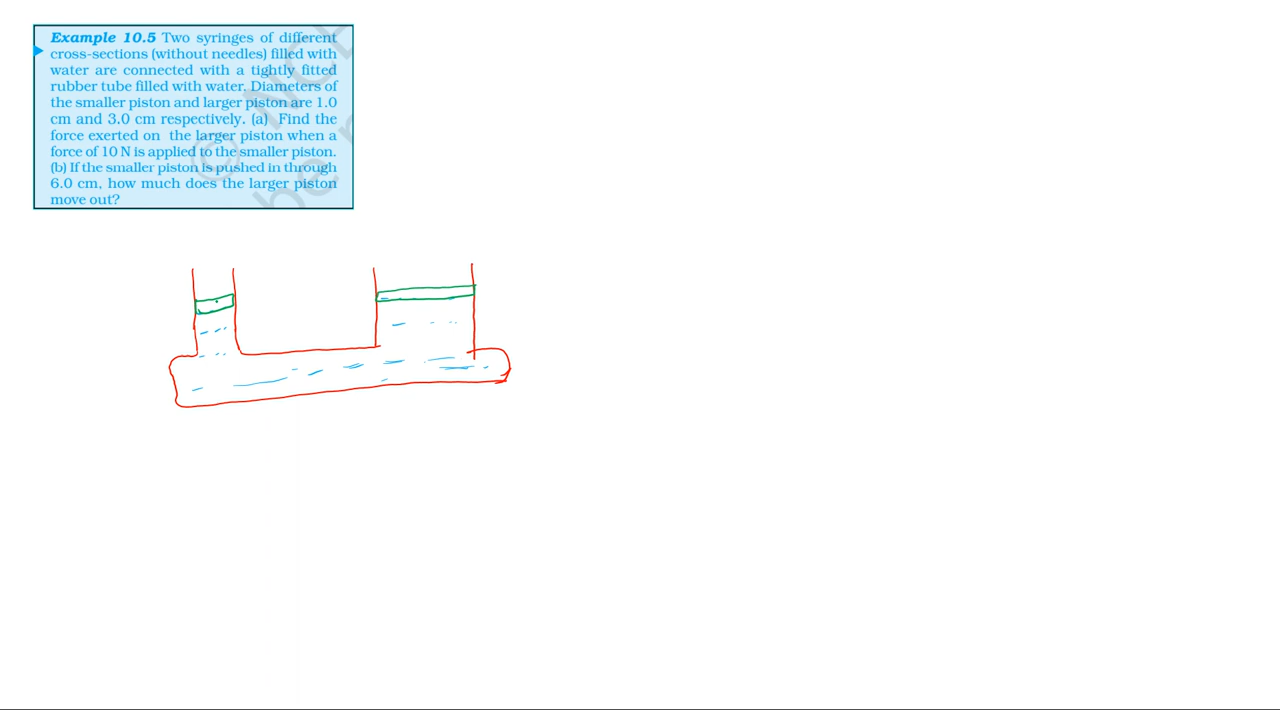 Example 10.5 Two syringes of different
cross-sections (without needles) filled with
water are connected with a tightly fitted
rubber tube filled with water. Diameters of
the smaller piston and larger piston are 1.0
cm and 3.0 cm respectively. (a) Find the
force exerted on the larger piston when a
force of 10 N is applied to the smaller piston.
(b) If the smaller piston is pushed in through
6.0 cm, how much does the larger piston
move out?